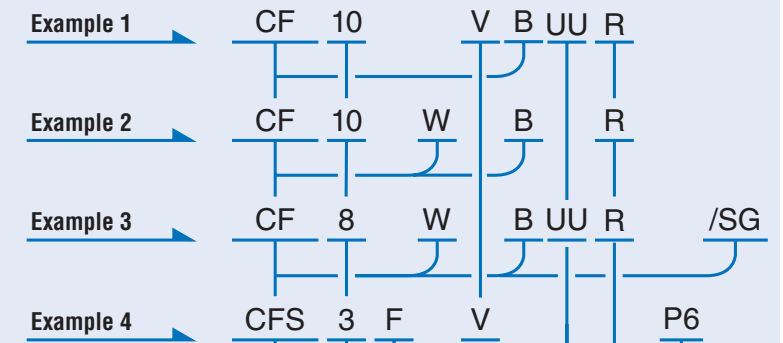 Example 1 CF 10 V B UU R
Example 2 CF 10 W B R
Example 3 CF 8 W B UU R /SG
Example 4 CFS 3 F V P6